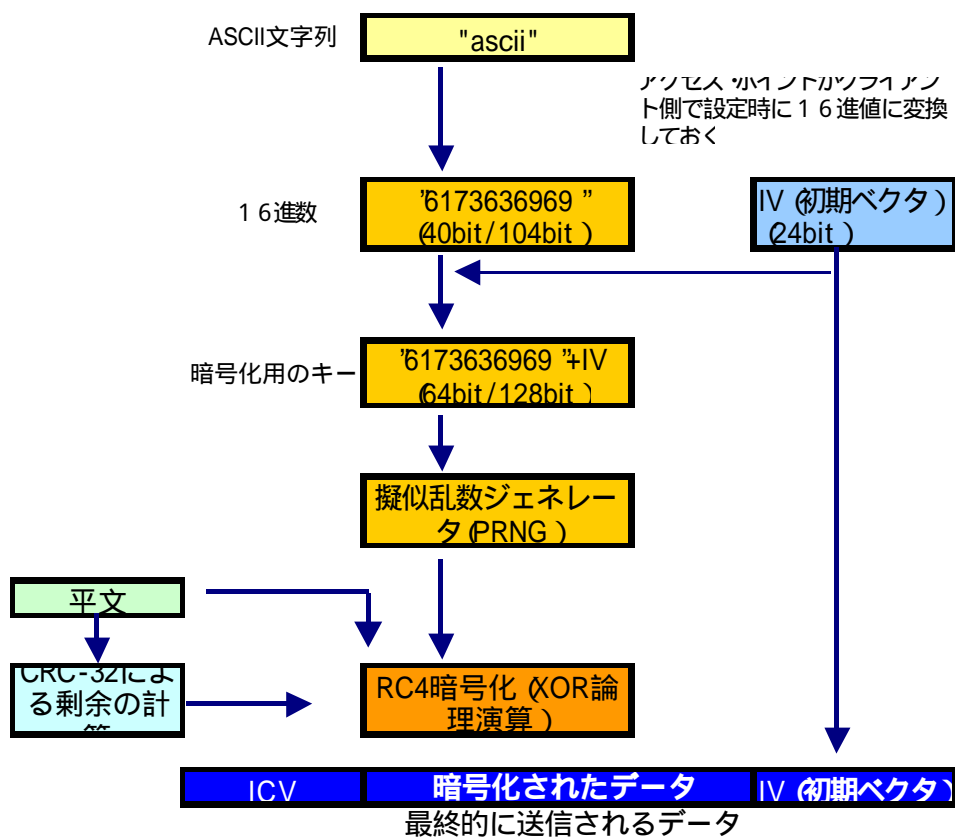 ASCII文字列
"ascii"
アクセス・ポイントかクライアン
ト側で設定時に16進値に変換
しておく
16進数
"6173636969"
(40bit/104bit)
IV(初期ベクタ)
(24bit)
暗号化用のキー
"6173636969"+IV
(64bit/128bit)
擬似乱数ジェネレー
タ(PRNG)
平文
CRC-32によ
る剰余の計
算
RC4暗号化(XOR論
理演算)
ICV
暗号化されたデータ
IV(初期ベクタ)
最終的に送信されるデータ